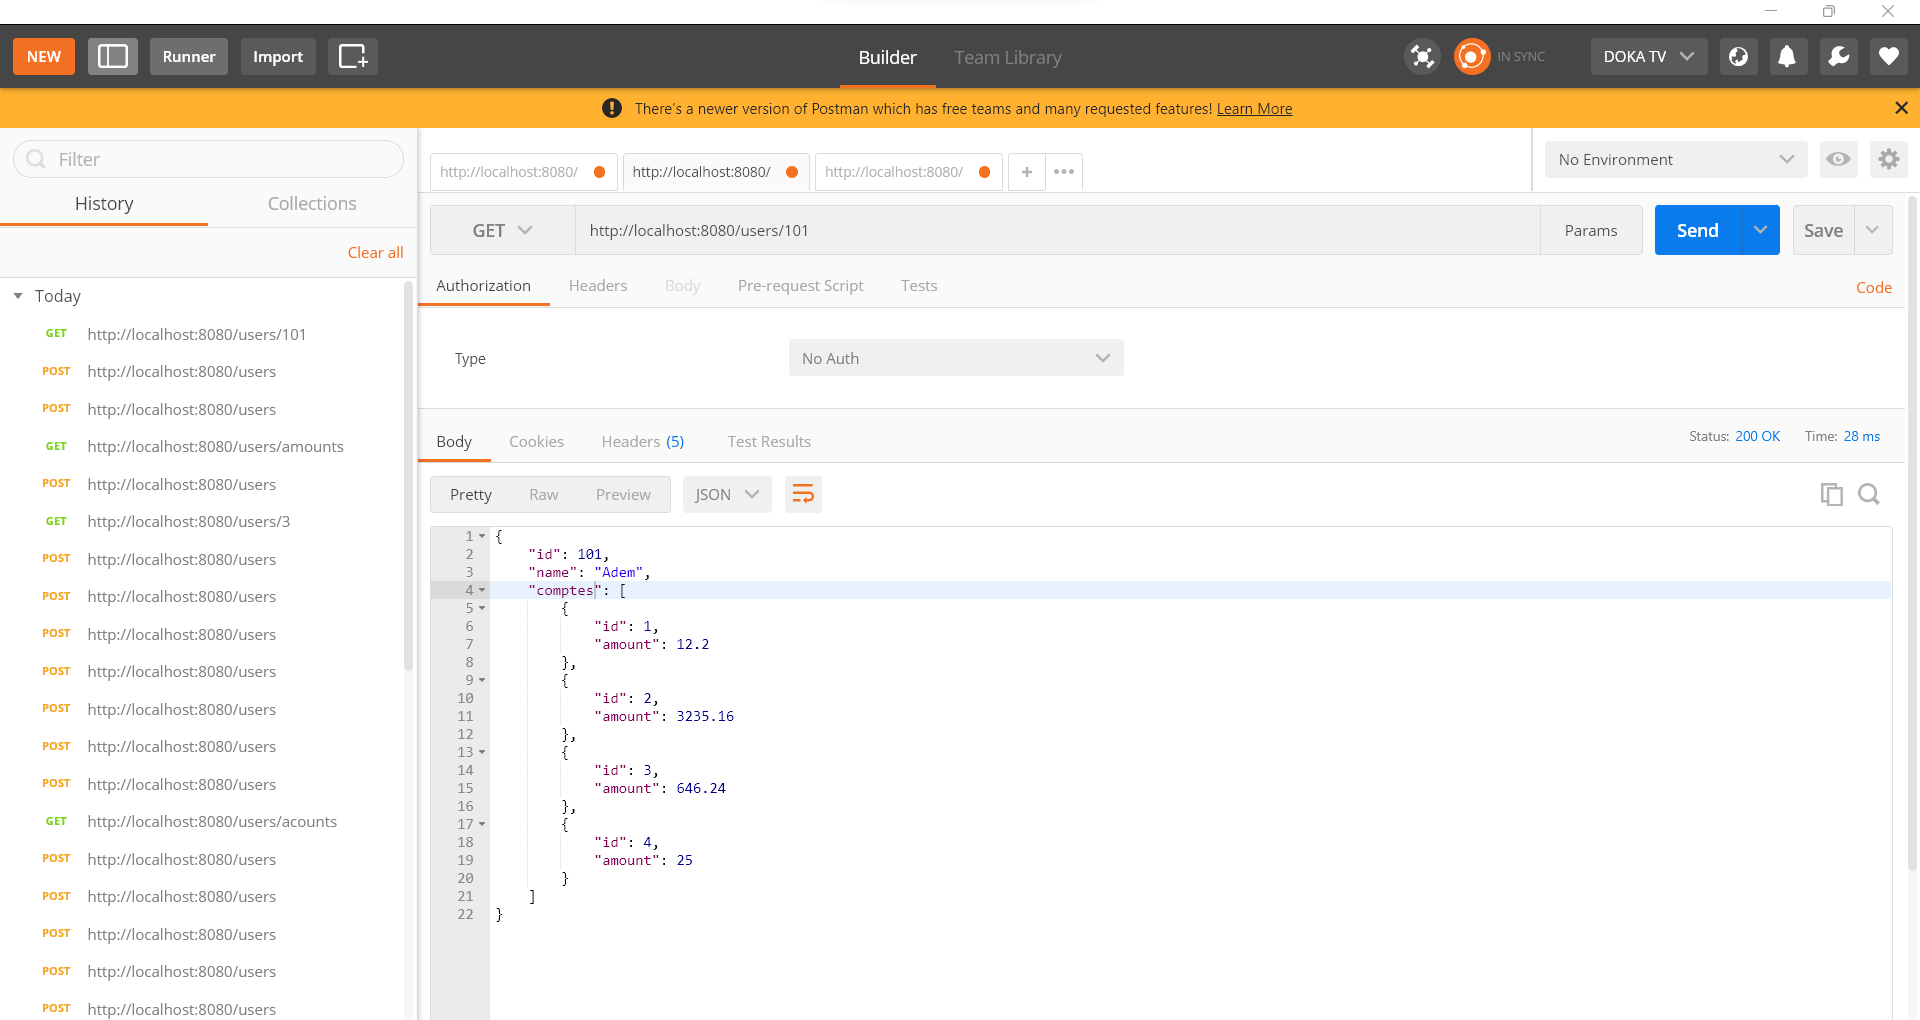 NEW Runner Import Builder Team Library IN SYNC DOKA TV
There's a newer version of Postman which has free teams and many requested features! Learn More
Filter
History Collections
Clear all
Today
GET http://localhost:8080/users/101
POST http://localhost:8080/users
POST http://localhost:8080/users
GET http://localhost:8080/users/amounts
POST http://localhost:8080/users
GET http://localhost:8080/users/3
POST http://localhost:8080/users
POST http://localhost:8080/users
POST http://localhost:8080/users
POST http://localhost:8080/users
POST http://localhost:8080/users
POST http://localhost:8080/users
POST http://localhost:8080/users
GET http://localhost:8080/users/acounts
POST http://localhost:8080/users
POST http://localhost:8080/users
POST http://localhost:8080/users
POST http://localhost:8080/users
POST http://localhost:8080/users
http://localhost:8080/ http://localhost:8080/ http://localhost:8080/ + ••• No Environment
GET http://localhost:8080/users/101 Params Send Save
Authorization Headers Body Pre-request Script Tests Code
Type No Auth
Body Cookies Headers (5) Test Results Status: 200 OK Time: 28 ms
Pretty Raw Preview JSON
1 {
2 "id": 101,
3 "name": "Adem",
4 "comptes": [
5 {
6 "id": 1,
7 "amount": 12.2
8 },
9 {
10 "id": 2,
11 "amount": 3235.16
12 },
13 {
14 "id": 3,
15 "amount": 646.24
16 },
17 {
18 "id": 4,
19 "amount": 25
20 }
21 ]
22 }